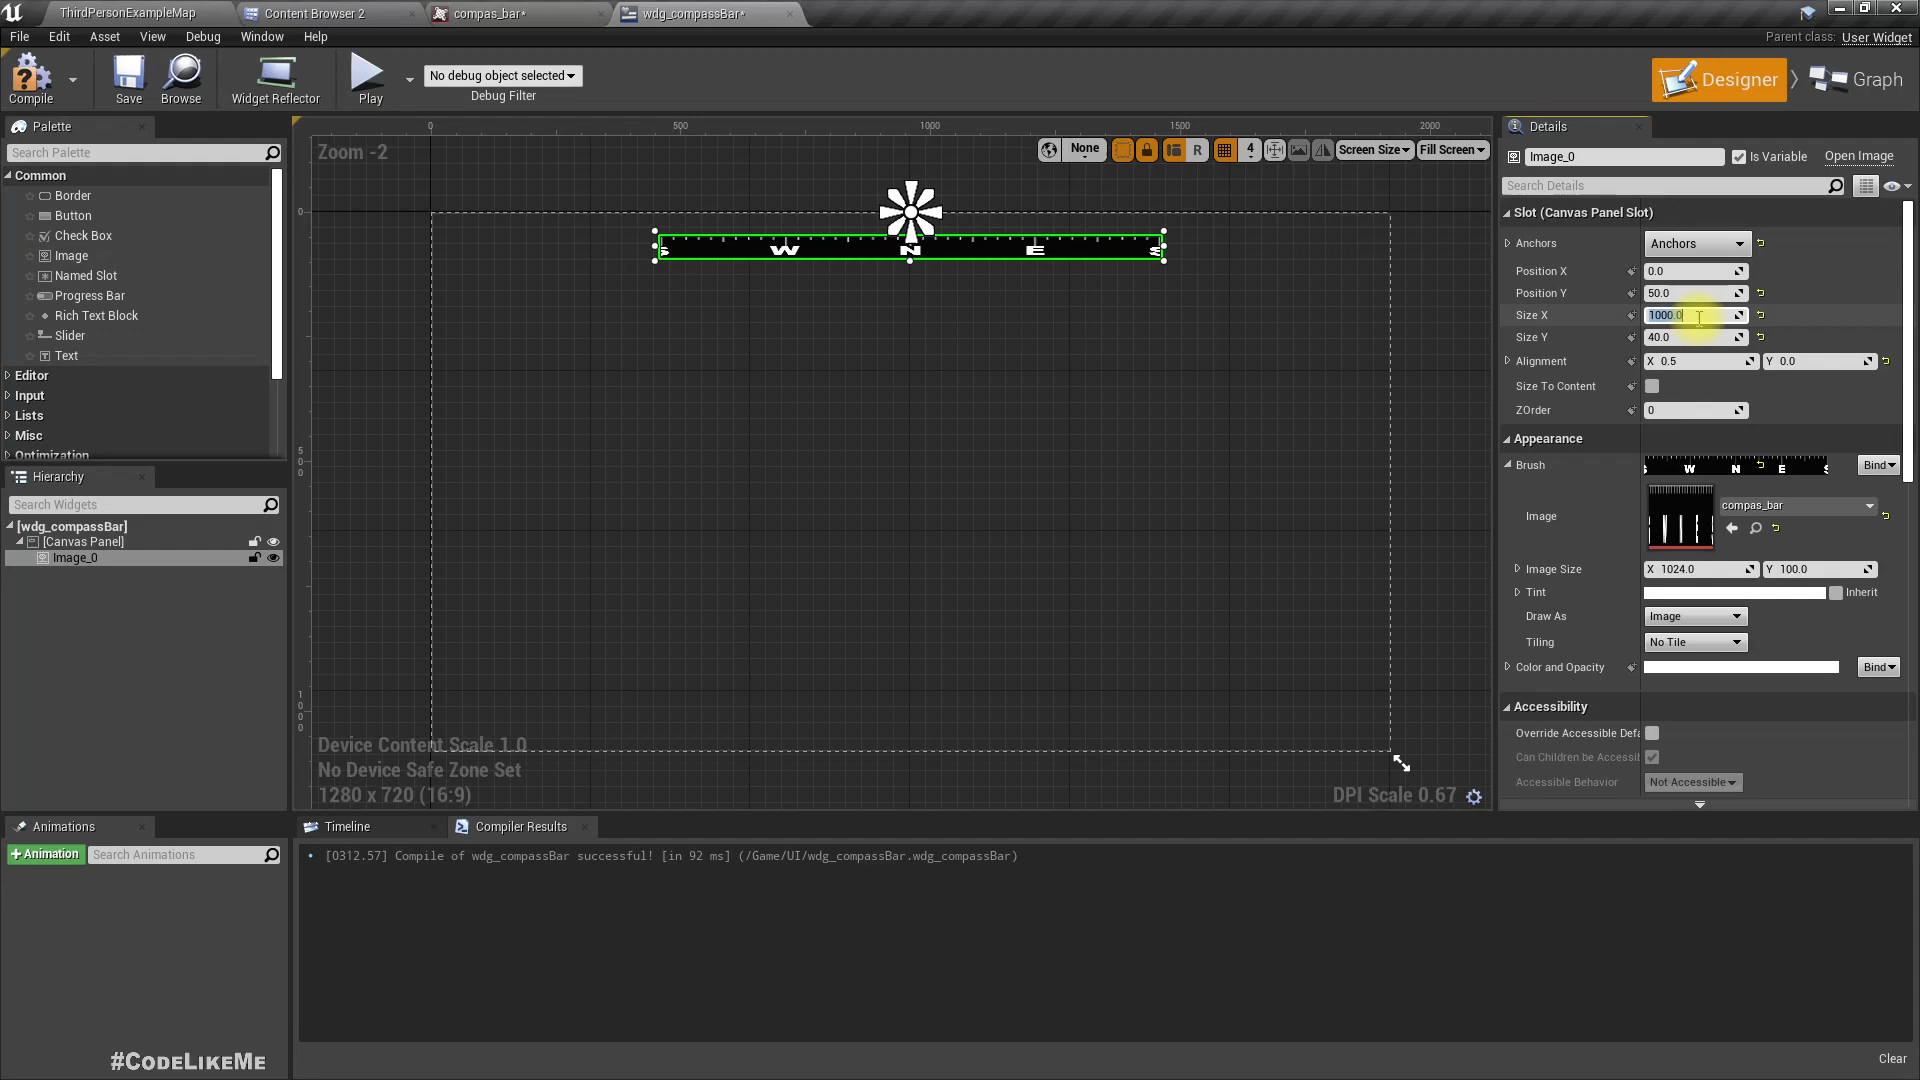 ThirdPersonExampleMap
Content Browser 2
compas_bar*
wdg_compassBar*
File Edit Asset View Debug Window Help
Parent class: User Widget
Compile
Save
Browse
Widget Reflector
Play
No debug object selected
Debug Filter
Designer
Graph
Palette
Search Palette
Common
Border
Button
Check Box
Image
Named Slot
Progress Bar
Rich Text Block
Slider
Text
Editor
Input
Lists
Misc
Optimization
Hierarchy
Search Widgets
[wdg_compassBar]
[Canvas Panel]
Image_0
Animations
+Animation
Search Animations
#CodeLikeMe
0 500 1000 1500 2000
Zoom -2
None
R
4
Screen Size
Fill Screen
0
W N E
500
1000
Device Content Scale 1.0
No Device Safe Zone Set
1280 x 720 (16:9)
DPI Scale 0.67
Timeline
Compiler Results
[0312.57] Compile of wdg_compassBar successful! [in 92 ms] (/Game/UI/wdg_compassBar.wdg_compassBar)
Clear
Details
Image_0
Is Variable
Open Image
Search Details
Slot (Canvas Panel Slot)
Anchors Anchors
Position X 0.0
Position Y 50.0
Size X 1000.0
Size Y 40.0
Alignment X 0.5 Y 0.0
Size To Content
ZOrder 0
Appearance
Brush W N E Bind
Image compas_bar
Image Size X 1024.0 Y 100.0
Tint Inherit
Draw As Image
Tiling No Tile
Color and Opacity Bind
Accessibility
Override Accessible Defa
Can Children be Accessib
Accessible Behavior Not Accessible